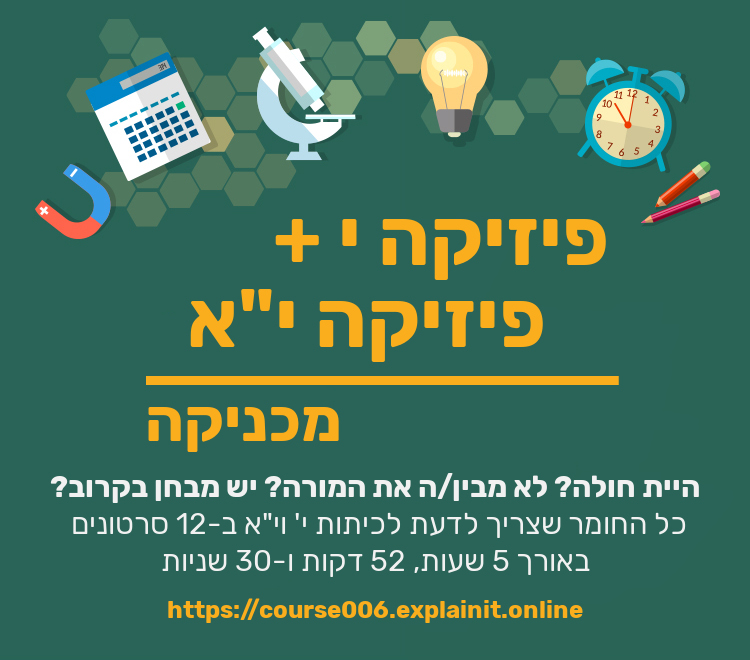 פיזיקה י +
פיזיקה י"א
מכניקה
היית חולה? לא מבין/ה את המורה? יש מבחן בקרוב?
כל החומר שצריך לדעת לכיתות י' וי"א ב-12 סרטונים
באורך 5 שעות, 52 דקות ו-30 שניות
https://course006.explainit.online